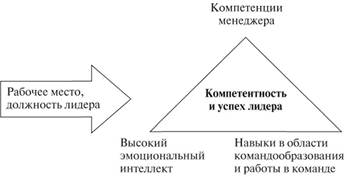 Компетенции
менеджера
Рабочее место,
должность лидера
Компетентность
и успех лидера
Высокий
эмоциональный
интеллект
Навыки в области
командообразования
и работы в команде